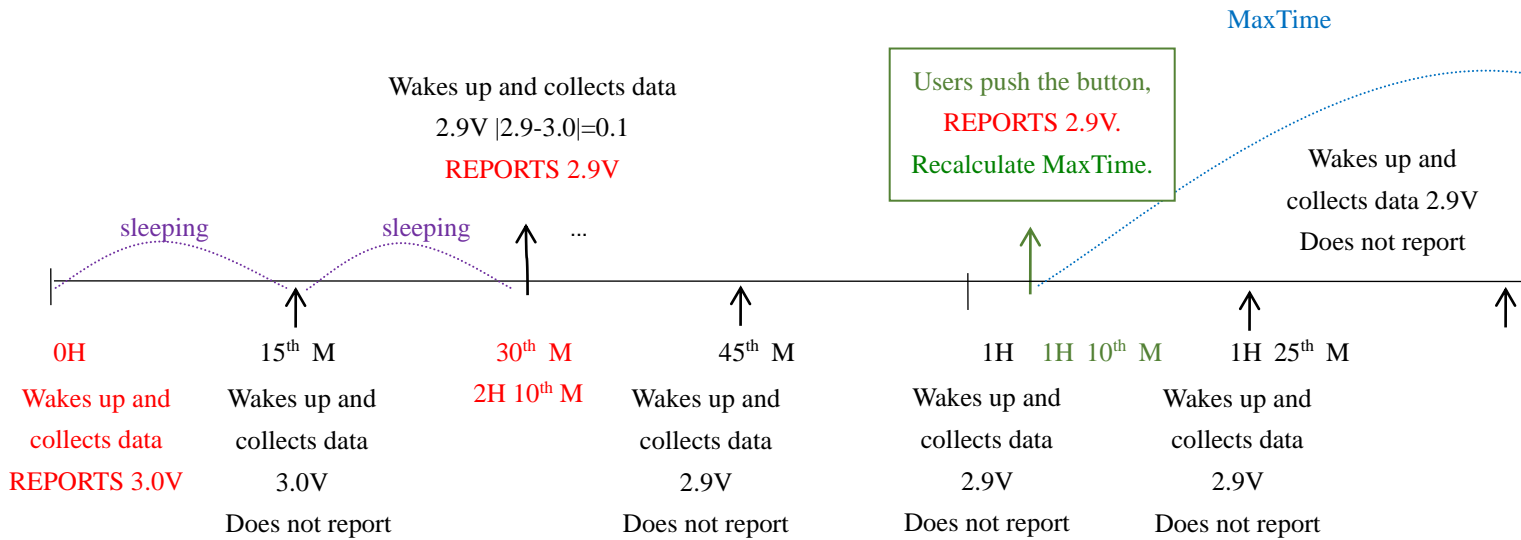 MaxTime
Wakes up and collects data
2.9V |2.9-3.0|=0.1
REPORTS 2.9V
Users push the button,
REPORTS 2.9V.
Recalculate MaxTime.
Wakes up and
collects data 2.9V
Does not report
sleeping
sleeping
...
0H
Wakes up and
collects data
REPORTS 3.0V
15th M
Wakes up and
collects data
3.0V
Does not report
30th M
2H 10th M
45th M
Wakes up and
collects data
2.9V
Does not report
1H
Wakes up and
collects data
2.9V
Does not report
1H 10th M
1H 25th M
Wakes up and
collects data
2.9V
Does not report